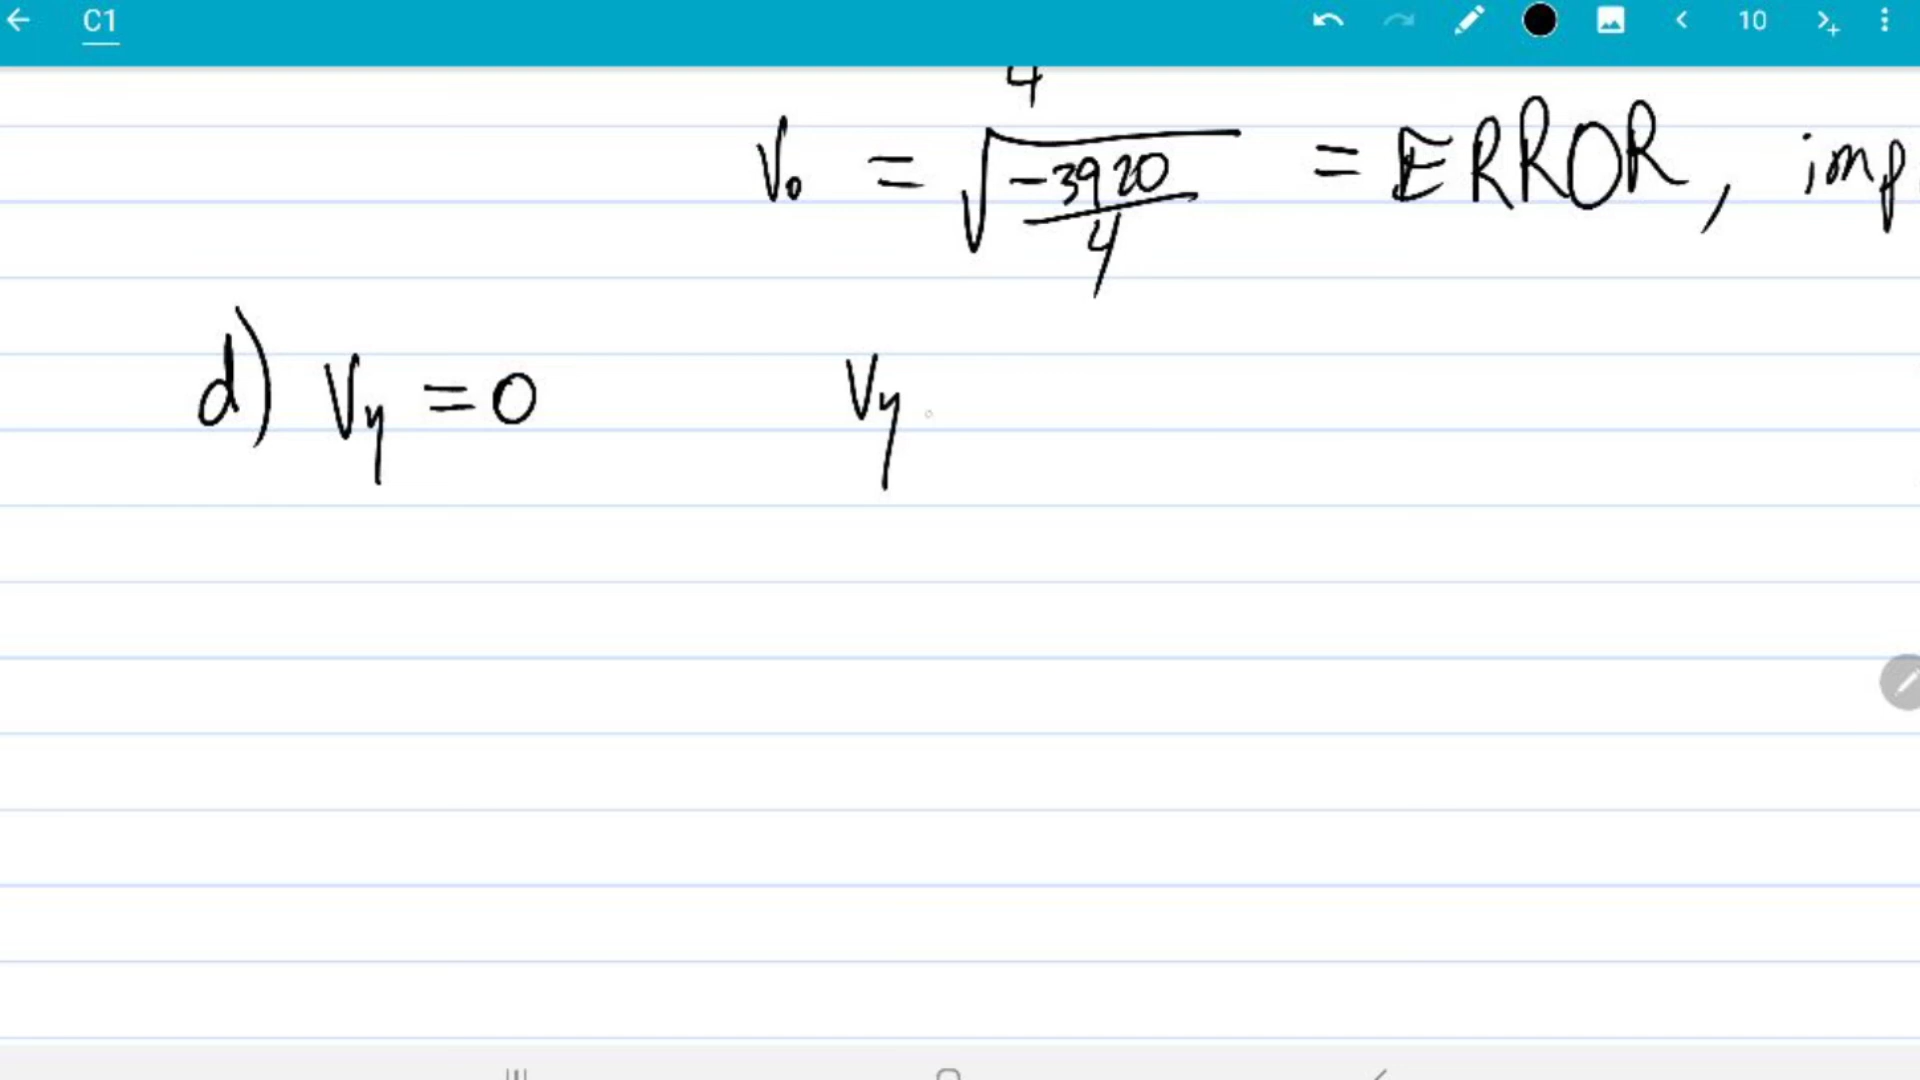 C1 10
4
V₀ = √(-3920/4) = ERROR, imp
d) Vy = 0 Vy